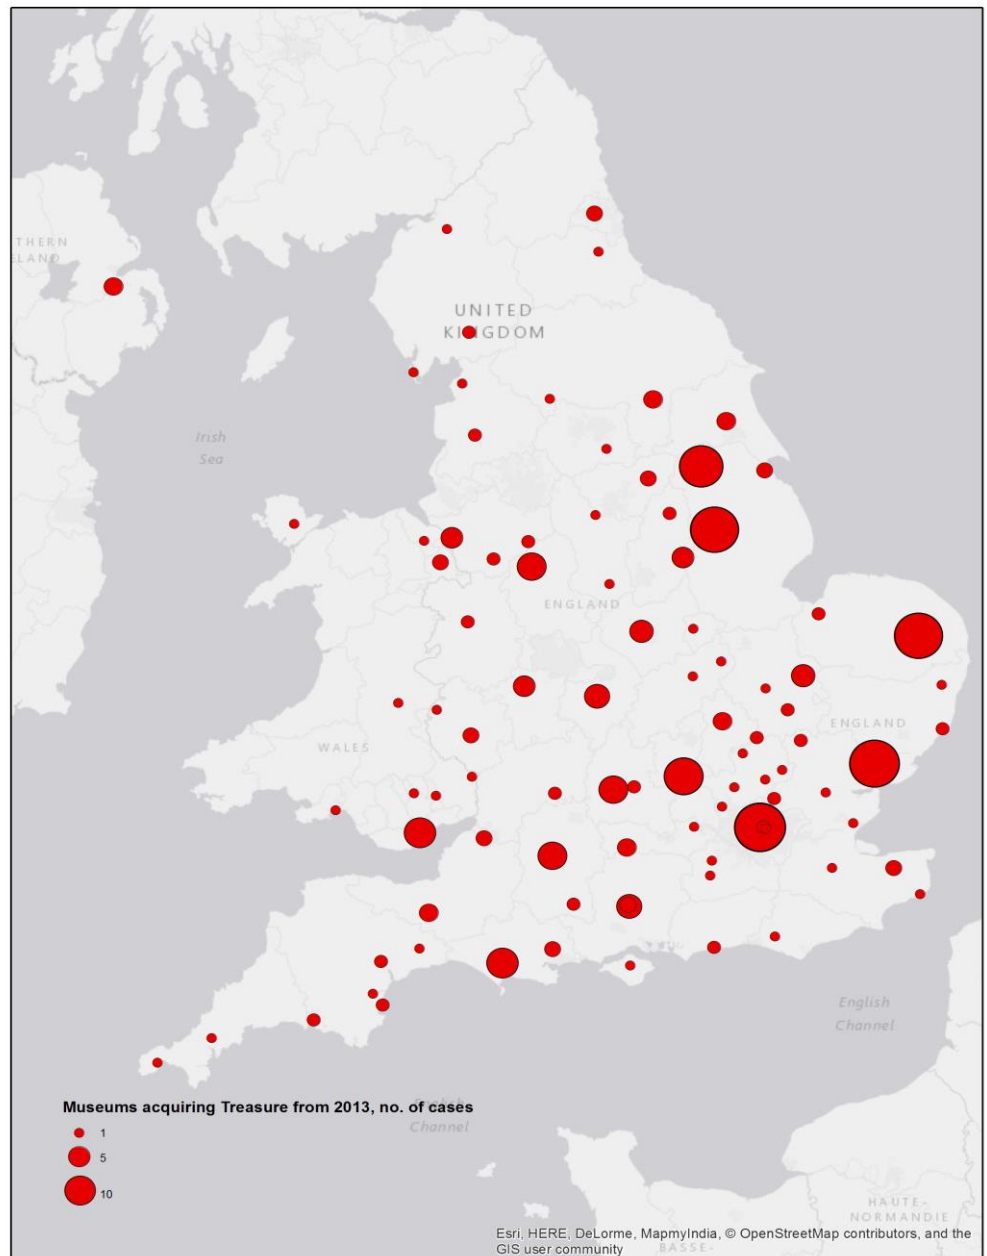 THERN
LAND
UNITED
KINGDOM
Irish
Sea
ENGLAND
ENGLAND
WALES
English
Channel
Museums acquiring Treasure from 2013, no. of cases
Channel
1
5
10
HAUTE-
NORMANDIE
Esri, HERE, DeLorme, MapmyIndia, © OpenStreetMap contributors, and the
GIS user community
BASSE-